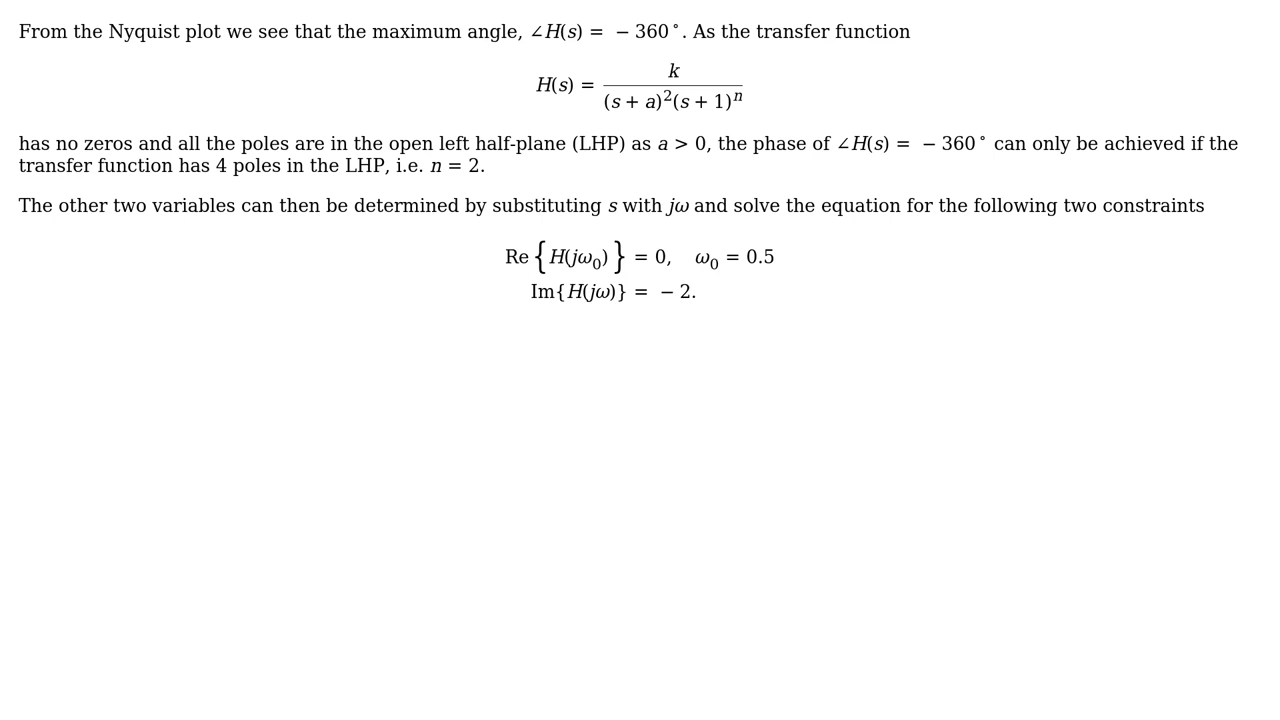 From the Nyquist plot we see that the maximum angle, ∠H(s) = − 360°. As the transfer function
H(s) = k / ((s + a)²(s + 1)ⁿ)
has no zeros and all the poles are in the open left half-plane (LHP) as a > 0, the phase of ∠H(s) = − 360° can only be achieved if the
transfer function has 4 poles in the LHP, i.e. n = 2.
The other two variables can then be determined by substituting s with jω and solve the equation for the following two constraints
Re{H(jω₀)} = 0, ω₀ = 0.5
Im{H(jω)} = − 2.